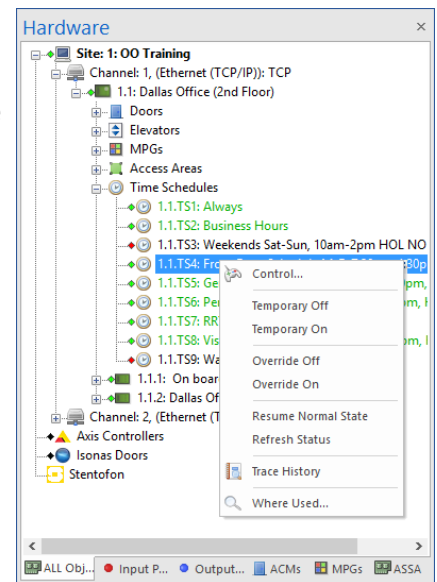 Hardware ×
Site: 1: OO Training
Channel: 1, (Ethernet (TCP/IP)): TCP
1.1: Dallas Office (2nd Floor)
Doors
Elevators
MPGs
Access Areas
Time Schedules
1.1.TS1: Always
1.1.TS2: Business Hours
1.1.TS3: Weekends Sat-Sun, 10am-2pm HOL NO
1.1.TS4:
1.1.TS5: Ge
1.1.TS6: Per
1.1.TS7: RR
1.1.TS8: Vis
1.1.TS9: Wa
1.1.1: On boar
1.1.2: Dallas Of
Channel: 2, (Ethernet (T
Axis Controllers
Isonas Doors
Stentofon
Control...
Temporary Off
Temporary On
Override Off
Override On
Resume Normal State
Refresh Status
Trace History
Where Used...
ALL Obj... Input P... Output... ACMs MPGs ASSA